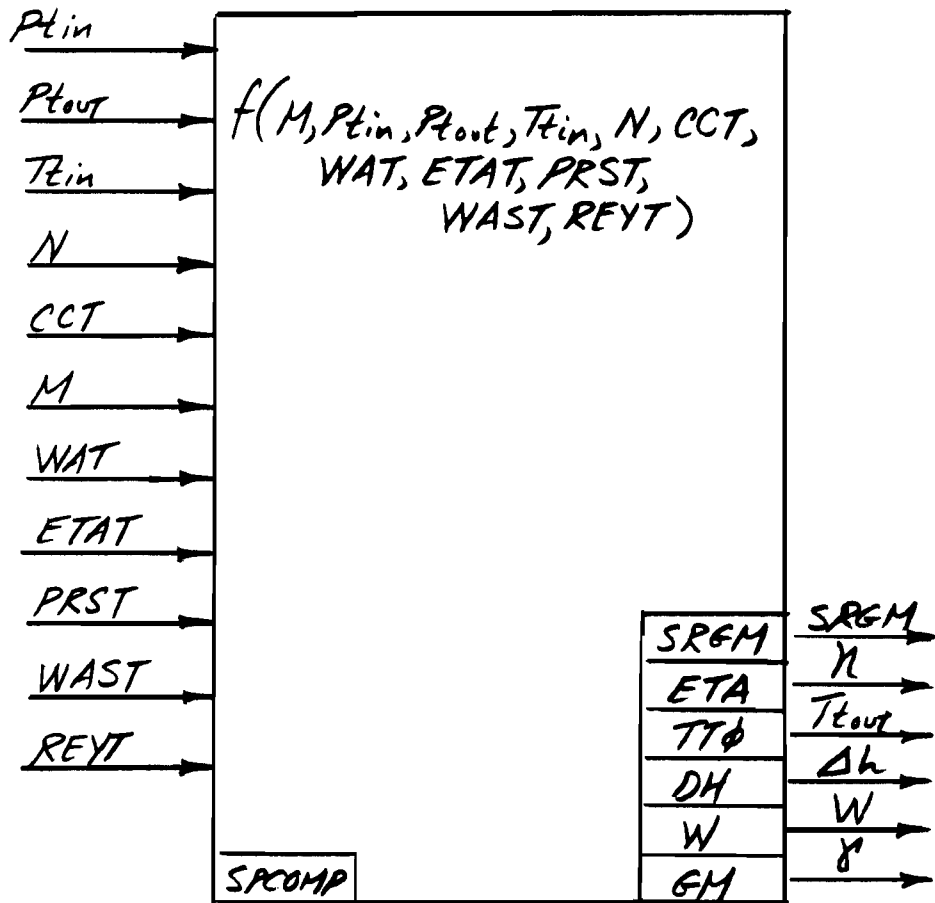 Ptin
Ptout
Ttin
N
CCT
M
WAT
ETAT
PRST
WAST
REYT
f(M, Ptin, Ptout, Ttin, N, CCT,
WAT, ETAT, PRST,
WAST, REYT)
SPCOMP
SRGM
ETA
TTϕ
DH
W
GM
SRGM
η
Ttout
Δh
W
γ